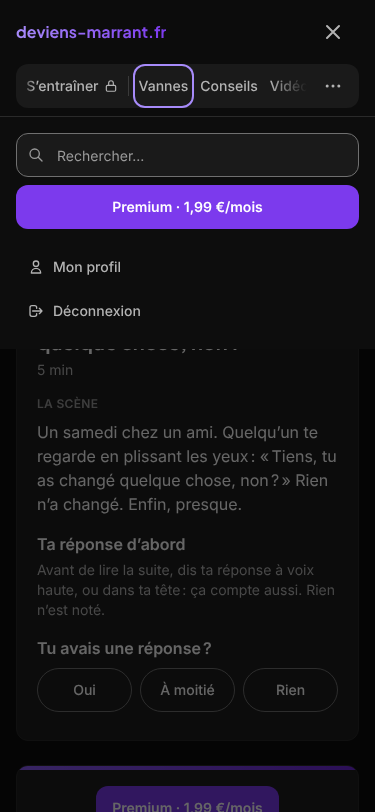 deviens-marrant.fr
S'entraîner Vannes Conseils Vidéo
Rechercher...
Premium · 1,99 €/mois
Mon profil
Déconnexion
quelque chose, non ?
5 min
LA SCÈNE
Un samedi chez un ami. Quelqu'un te
regarde en plissant les yeux : « Tiens, tu
as changé quelque chose, non ? » Rien
n'a changé. Enfin, presque.
Ta réponse d'abord
Avant de lire la suite, dis ta réponse à voix
haute, ou dans ta tête : ça compte aussi. Rien
n'est noté.
Tu avais une réponse ?
Oui À moitié Rien
Premium · 1,99 €/mois